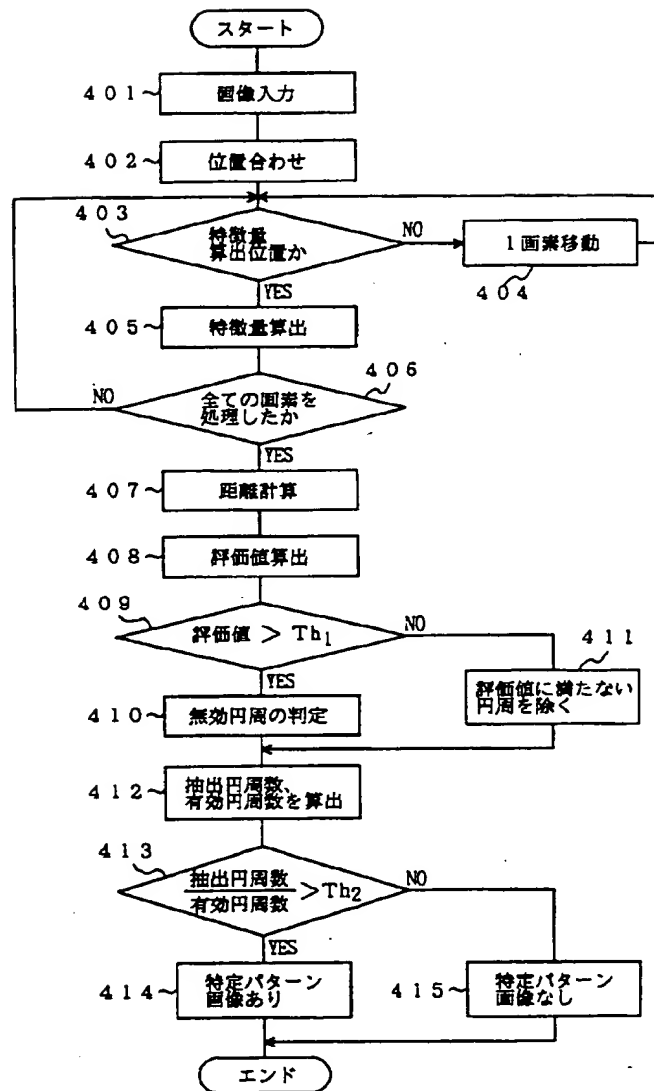 スタート
401
画像入力
402
位置合わせ
403
特徴量
算出位置か
NO
1画素移動
404
YES
405
特徴量算出
406
NO
全ての画素を
処理したか
YES
407
距離計算
408
評価値算出
409
評価値 > Th1
NO
411
YES
評価値に満たない
円周を除く
410
無効円周の判定
412
抽出円周数、
有効円周数を算出
413
抽出円周数
有効円周数
>Th2
NO
YES
414
特定パターン
画像あり
415
特定パターン
画像なし
エンド